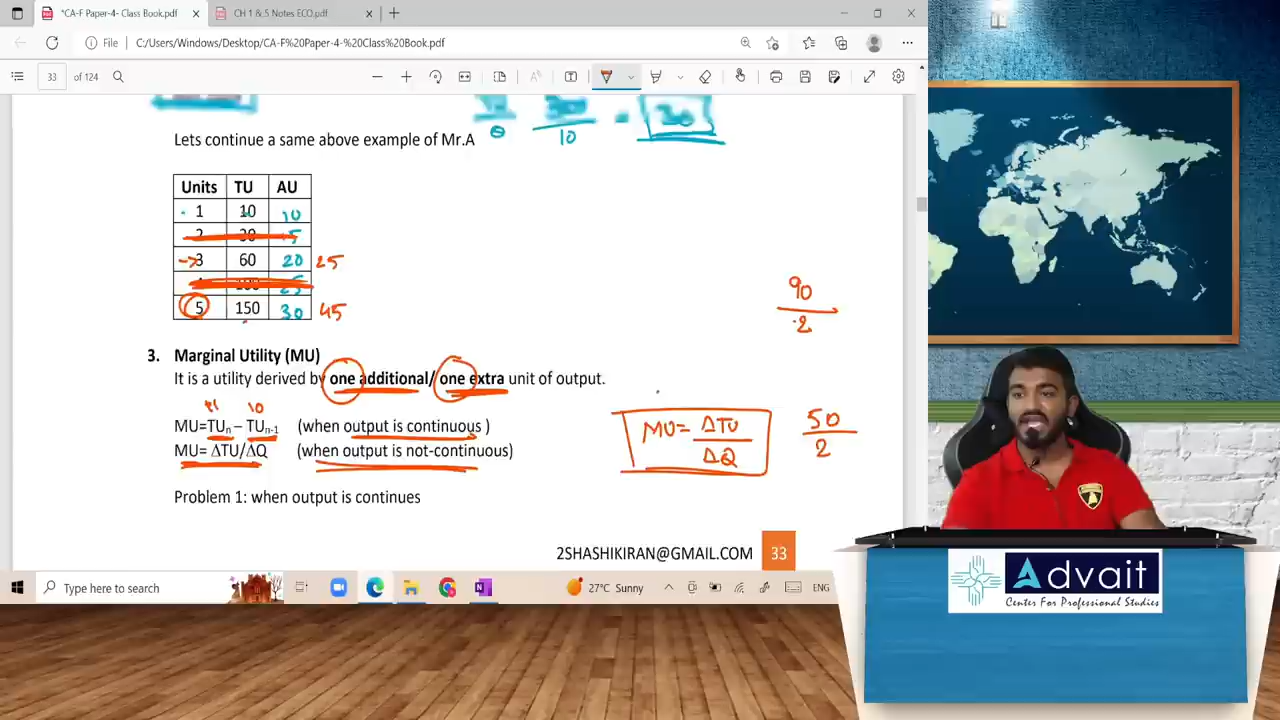 *CA-F Paper-4- Class Book.pdf
CH 1 & 5 Notes ECO.pdf
File C:/Users/Windows/Desktop/CA-F%20Paper-4-%20Class%20Book.pdf
33 of 124
10
20
Lets continue a same above example of Mr.A
Units TU AU
1 10 10
2
3 60 20 25
5 150 30 45
90
2
3. Marginal Utility (MU)
It is a utility derived by one additional/ one extra unit of output.
10
MU=TUn – TUn-1 (when output is continuous )
MU= ΔTU/ΔQ (when output is not-continuous)
MU= ΔTU
ΔQ
50
2
Problem 1: when output is continues
2SHASHIKIRAN@GMAIL.COM 33
Type here to search
27°C Sunny
ENG
Advait
Center For Professional Studies